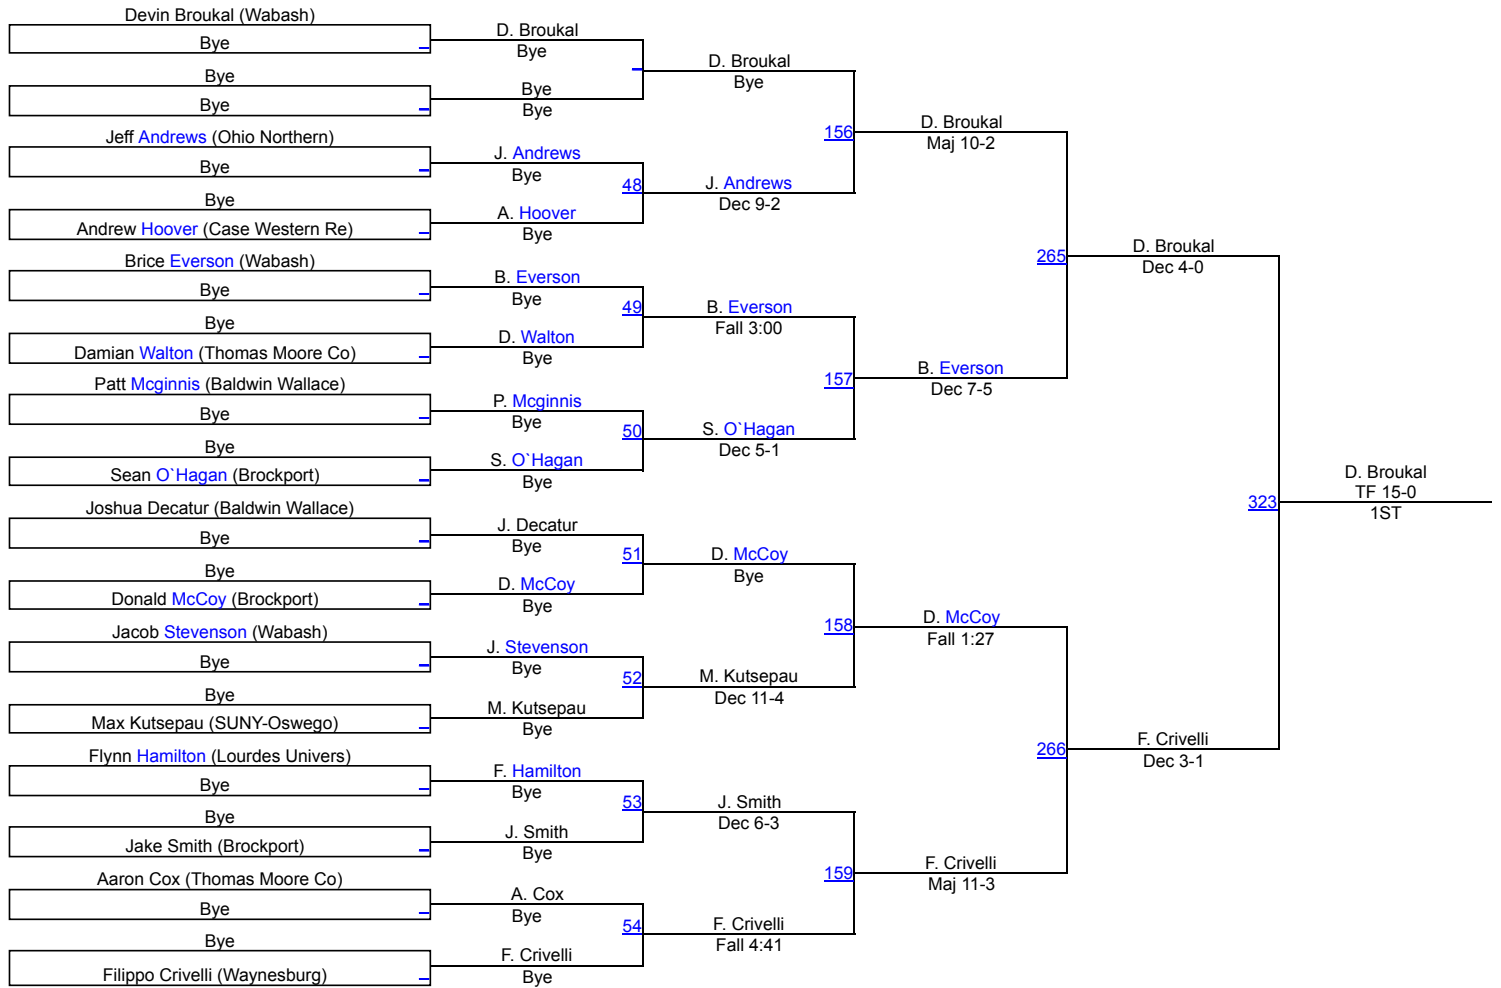 Devin Broukal (Wabash)
Bye
Bye
Bye
Jeff Andrews (Ohio Northern)
Bye
Bye
Andrew Hoover (Case Western Re)
Brice Everson (Wabash)
Bye
Bye
Damian Walton (Thomas Moore Co)
Patt Mcginnis (Baldwin Wallace)
Bye
Bye
Sean O`Hagan (Brockport)
Joshua Decatur (Baldwin Wallace)
Bye
Bye
Donald McCoy (Brockport)
Jacob Stevenson (Wabash)
Bye
Bye
Max Kutsepau (SUNY-Oswego)
Flynn Hamilton (Lourdes Univers)
Bye
Bye
Jake Smith (Brockport)
Aaron Cox (Thomas Moore Co)
Bye
Bye
Filippo Crivelli (Waynesburg)
D. Broukal
Bye
Bye
Bye
J. Andrews
Bye
48
A. Hoover
Bye
B. Everson
Bye
49
D. Walton
Bye
P. Mcginnis
Bye
50
S. O`Hagan
Bye
J. Decatur
Bye
51
D. McCoy
Bye
J. Stevenson
Bye
52
M. Kutsepau
Bye
F. Hamilton
Bye
53
J. Smith
Bye
A. Cox
Bye
54
F. Crivelli
Bye
D. Broukal
Bye
156
J. Andrews
Dec 9-2
B. Everson
Fall 3:00
157
S. O`Hagan
Dec 5-1
D. McCoy
Bye
158
M. Kutsepau
Dec 11-4
J. Smith
Dec 6-3
159
F. Crivelli
Fall 4:41
D. Broukal
Maj 10-2
265
B. Everson
Dec 7-5
D. McCoy
Fall 1:27
266
F. Crivelli
Maj 11-3
D. Broukal
Dec 4-0
323
F. Crivelli
Dec 3-1
D. Broukal
TF 15-0
1ST